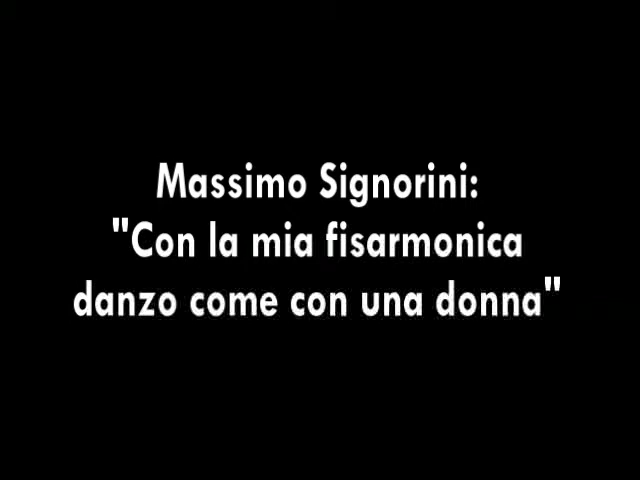 Massimo Signorini:
"Con la mia fisarmonica
danzo come con una donna"